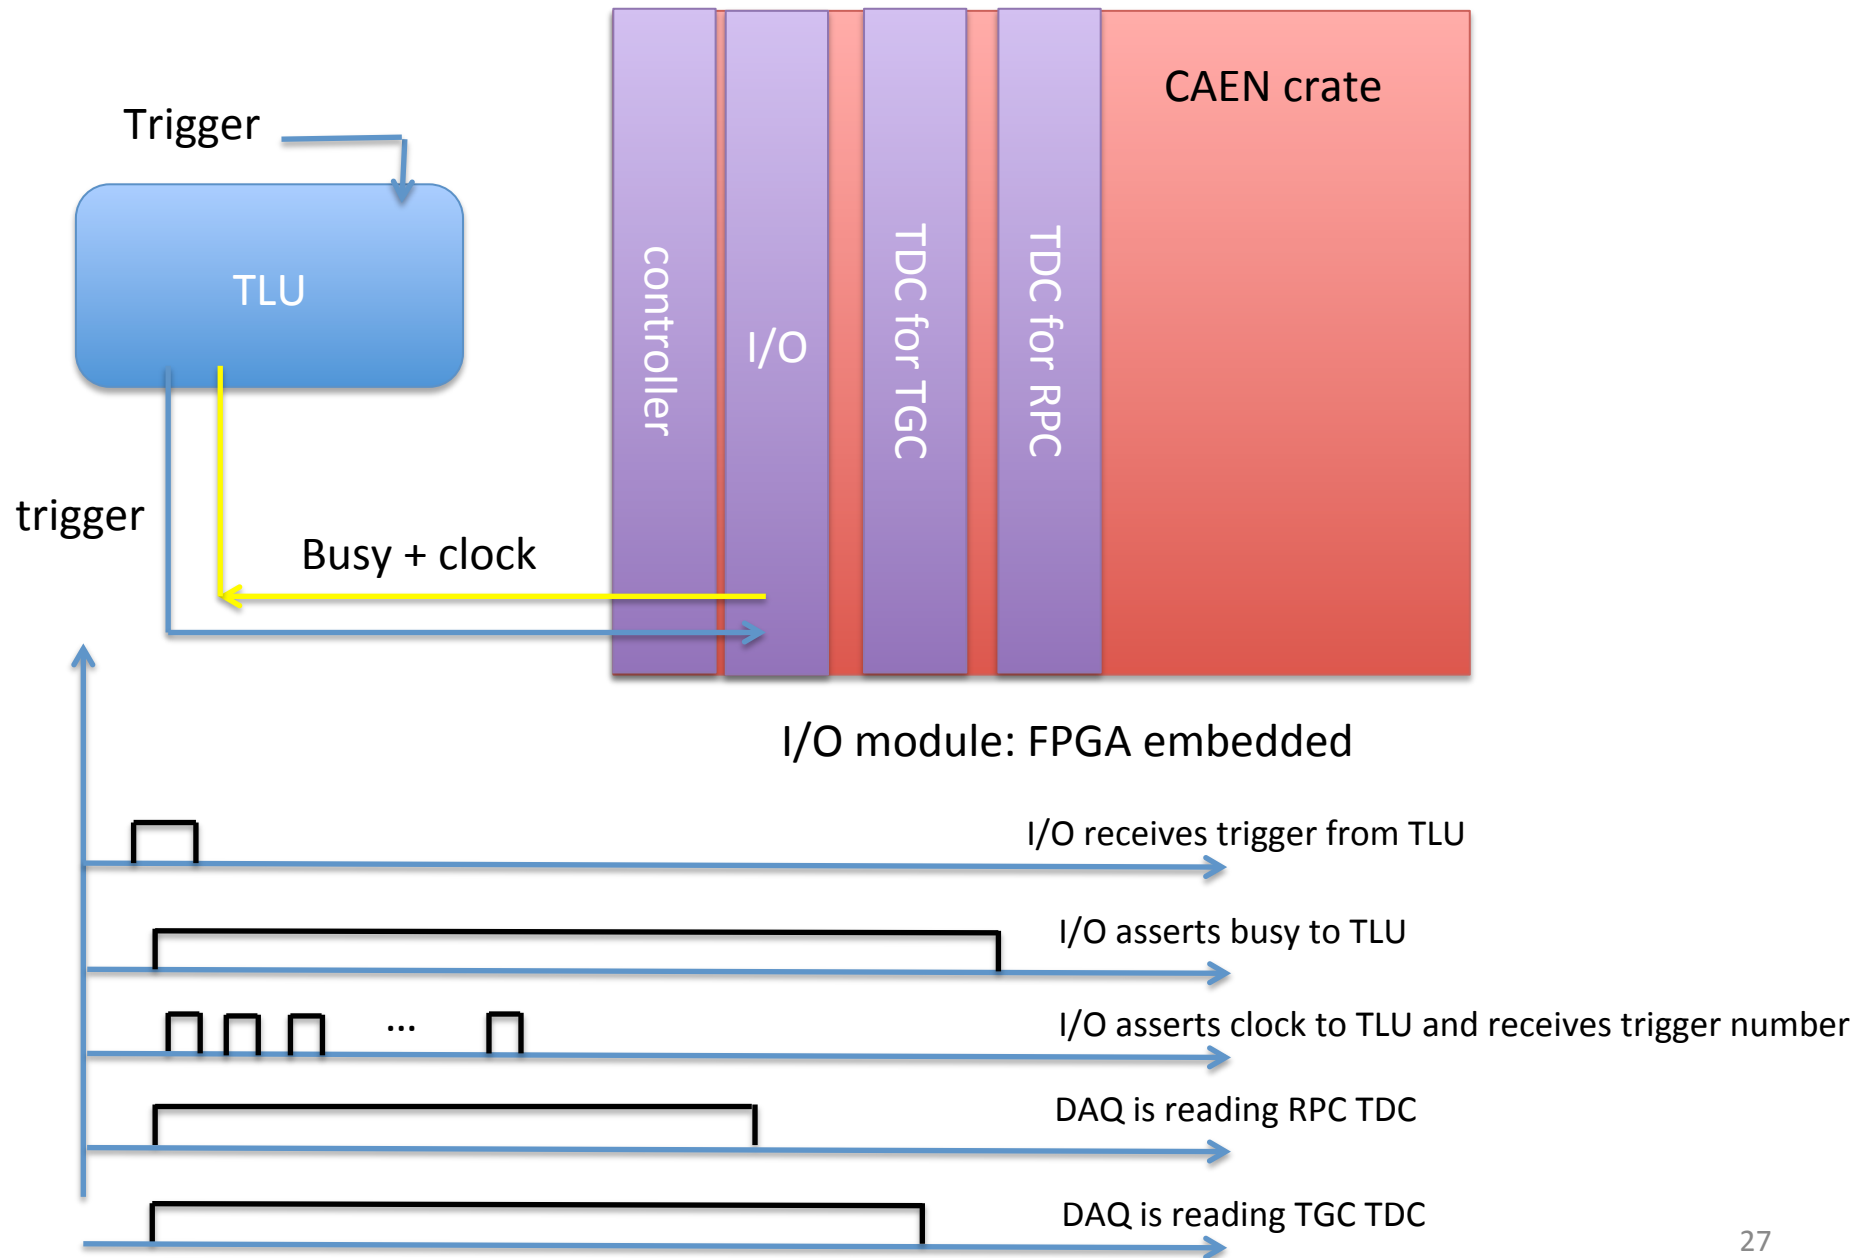 CAEN crate
Trigger
TLU
controller
I/O
TDC for TGC
TDC for RPC
trigger
Busy + clock
I/O module: FPGA embedded
I/O receives trigger from TLU
I/O asserts busy to TLU
...
I/O asserts clock to TLU and receives trigger number
DAQ is reading RPC TDC
DAQ is reading TGC TDC
27